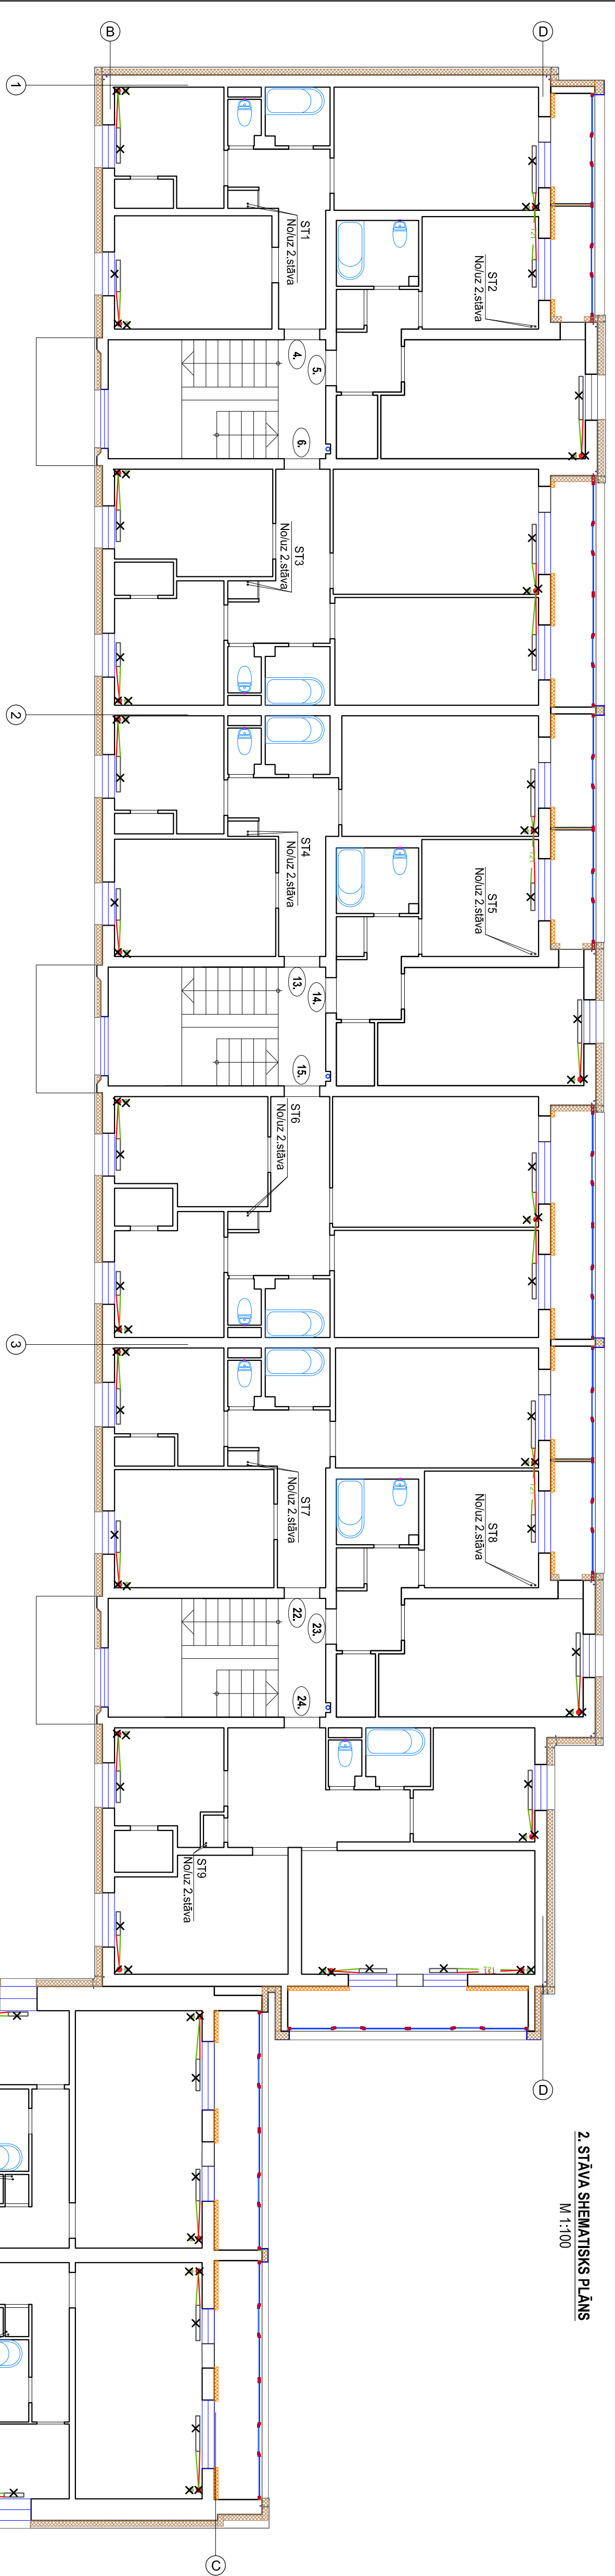 B
D
1
ST1
No/uz 2.stāva
ST2
No/uz 2.stāva
4.
5.
6.
ST3
No/uz 2.stāva
2
ST4
No/uz 2.stāva
ST5
No/uz 2.stāva
13.
14.
15.
ST6
No/uz 2.stāva
3
ST7
No/uz 2.stāva
ST8
No/uz 2.stāva
22.
23.
24.
ST9
No/uz 2.stāva
D
2. STĀVA SHEMATISKS PLĀNS
M 1:100
C